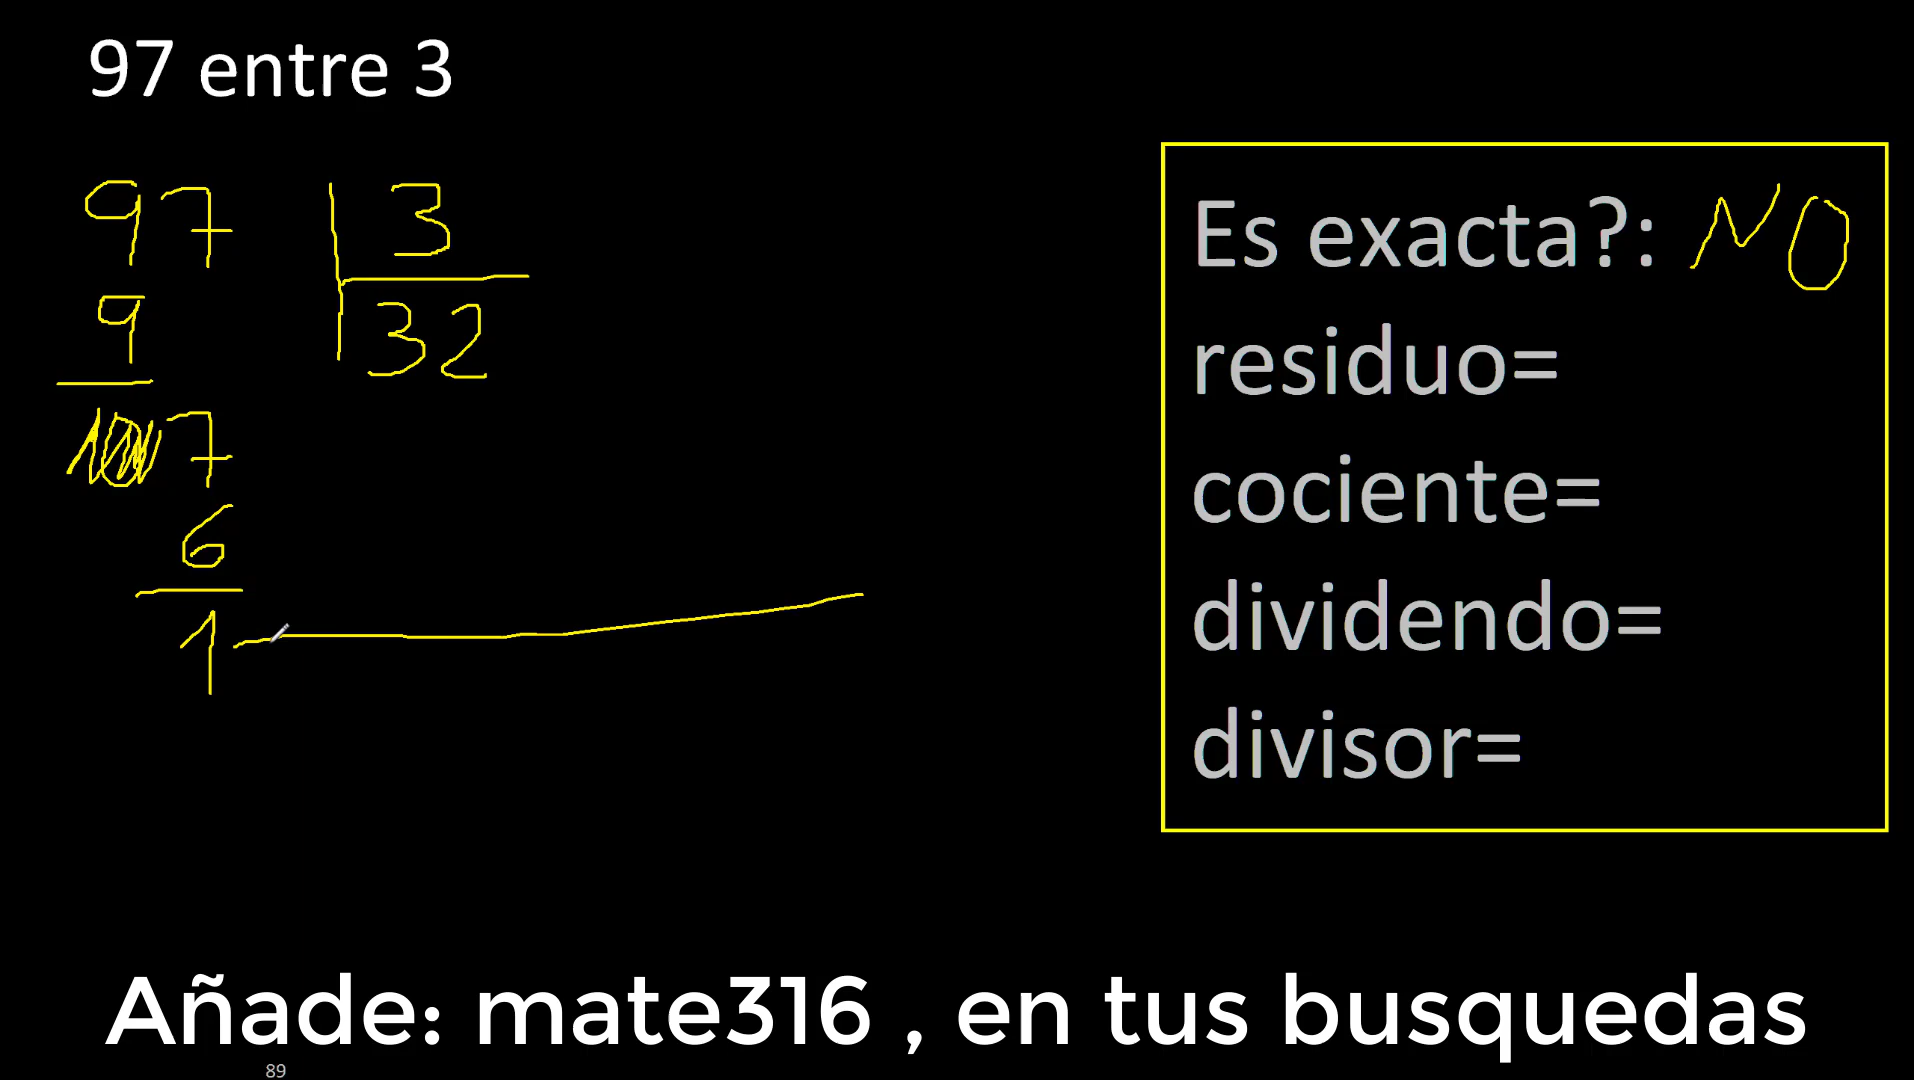 97 entre 3
97 3
9 32
7
6
1
Es exacta?: NO
residuo=
cociente=
dividendo=
divisor=
Añade: mate316 , en tus busquedas
89